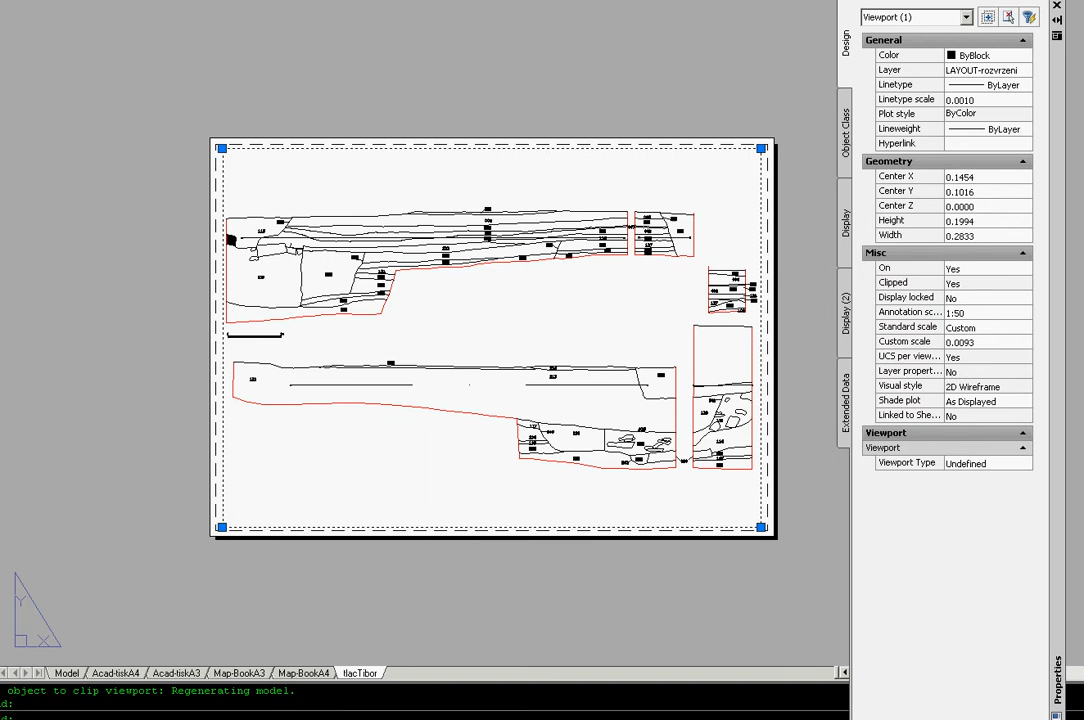 Viewport (1)
General
Color ByBlock
Layer LAYOUT-rozvrzeni
Linetype ByLayer
Linetype scale 0.0010
Plot style ByColor
Lineweight ByLayer
Hyperlink
Geometry
Center X 0.1454
Center Y 0.1016
Center Z 0.0000
Height 0.1994
Width 0.2833
Misc
On Yes
Clipped Yes
Display locked No
Annotation sc... 1:50
Standard scale Custom
Custom scale 0.0093
UCS per view... Yes
Layer propert... No
Visual style 2D Wireframe
Shade plot As Displayed
Linked to She... No
Viewport
Viewport
Viewport Type Undefined
Design
Object Class
Display
Display (2)
Extended Data
Properties
Y
X
Model Acad-tiskA4 Acad-tiskA3 Map-BookA3 Map-BookA4 tlacTibor
object to clip viewport: Regenerating model.
nd:
nd: